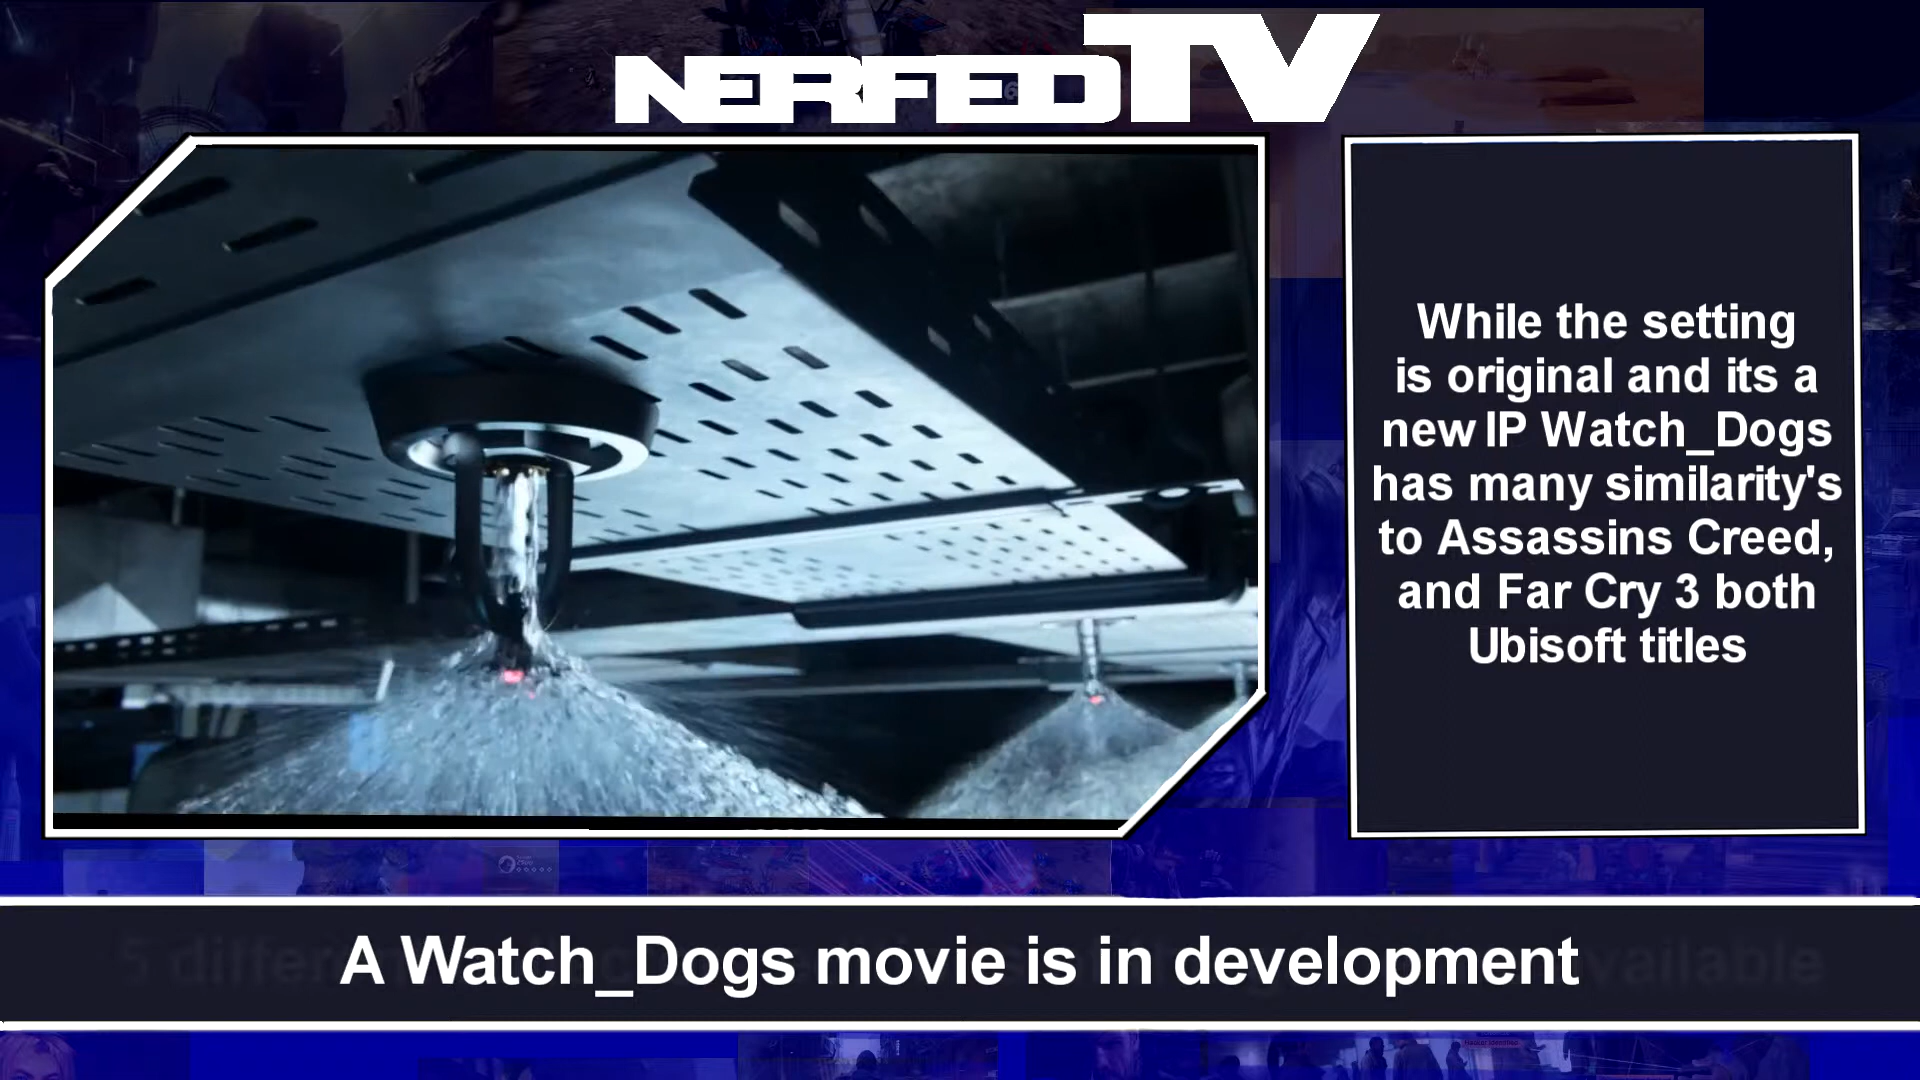 NERFEDTV
While the setting
is original and its a
new IP Watch_Dogs
has many similarity's
to Assassins Creed,
and Far Cry 3 both
Ubisoft titles
A Watch_Dogs movie is in development